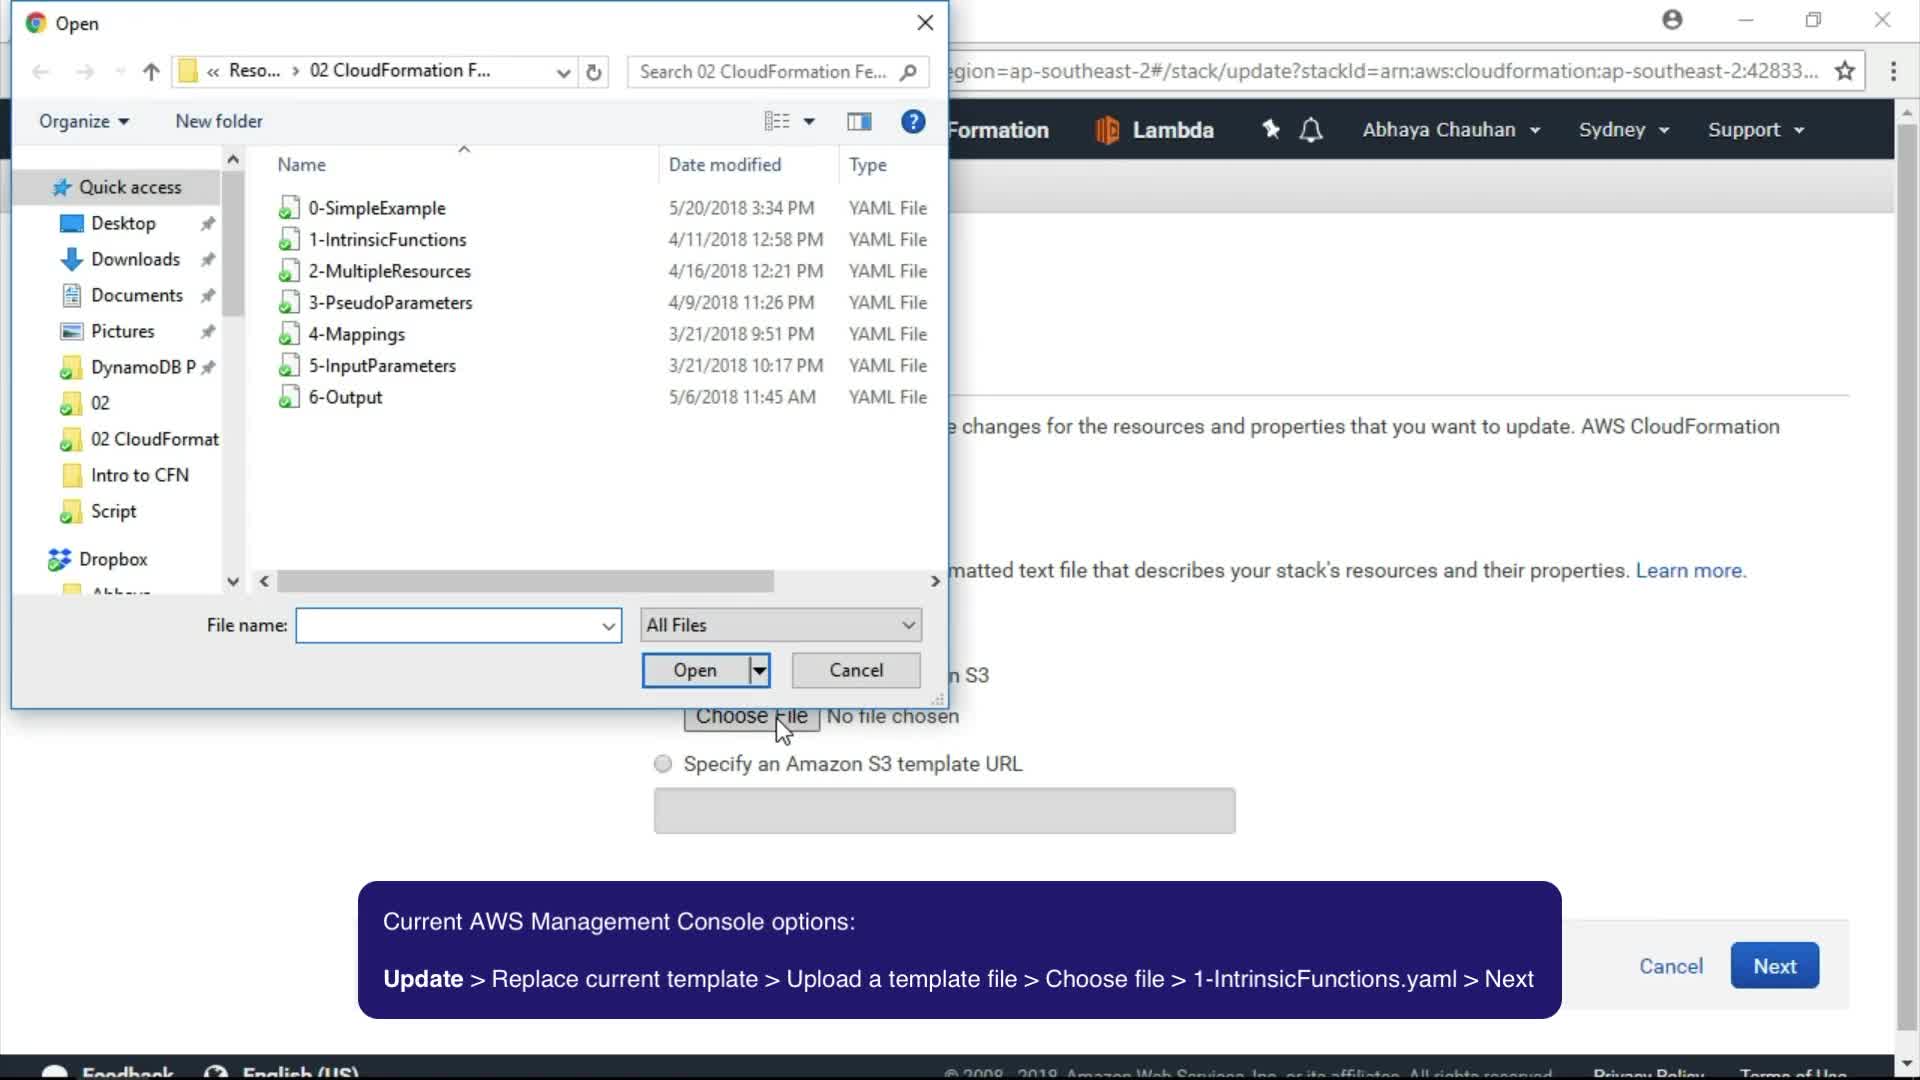 Open
« Reso... › 02 CloudFormation F...
Search 02 CloudFormation Fe...
egion=ap-southeast-2#/stack/update?stackId=arn:aws:cloudformation:ap-southeast-2:42833...
Organize
New folder
Formation
Lambda
Abhaya Chauhan
Sydney
Support
Name
Date modified
Type
Quick access
Desktop
Downloads
Documents
Pictures
DynamoDB P
02
02 CloudFormat
Intro to CFN
Script
Dropbox
0-SimpleExample 5/20/2018 3:34 PM YAML File
1-IntrinsicFunctions 4/11/2018 12:58 PM YAML File
2-MultipleResources 4/16/2018 12:21 PM YAML File
3-PseudoParameters 4/9/2018 11:26 PM YAML File
4-Mappings 3/21/2018 9:51 PM YAML File
5-InputParameters 3/21/2018 10:17 PM YAML File
6-Output 5/6/2018 11:45 AM YAML File
e changes for the resources and properties that you want to update. AWS CloudFormation
matted text file that describes your stack's resources and their properties. Learn more.
File name:
All Files
Open
Cancel
n S3
Choose File No file chosen
Specify an Amazon S3 template URL
Current AWS Management Console options:
Update > Replace current template > Upload a template file > Choose file > 1-IntrinsicFunctions.yaml > Next
Cancel
Next
Feedback
English (US)
© 2008 - 2018, Amazon Web Services, Inc. or its affiliates. All rights reserved.
Privacy Policy
Terms of Use